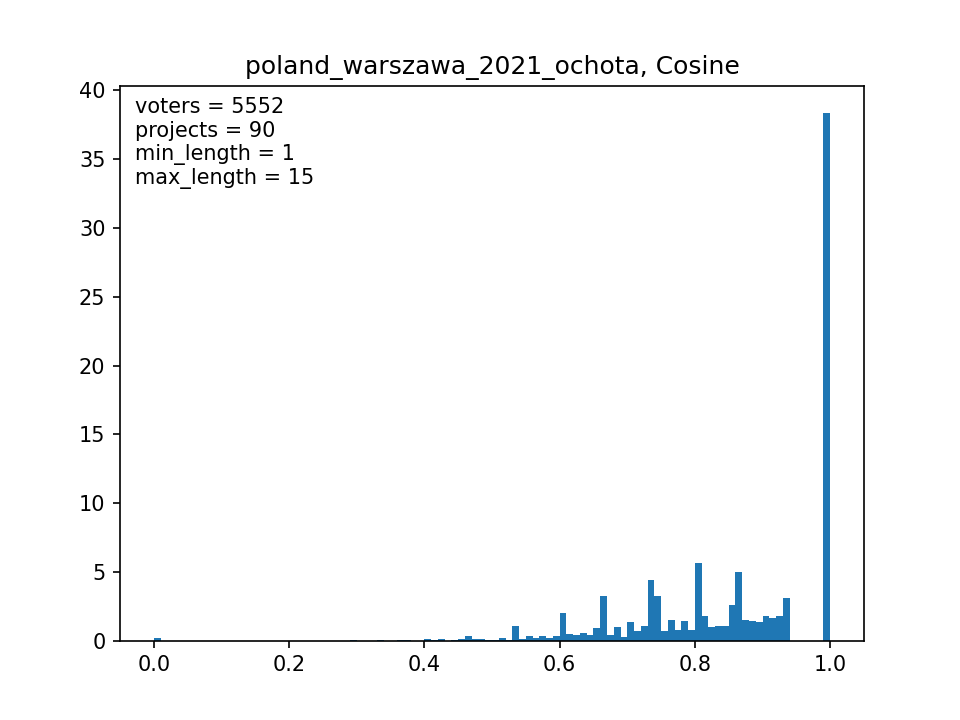 poland_warszawa_2021_ochota, Cosine
voters = 5552
projects = 90
min_length = 1
max_length = 15
40
35
30
25
20
15
10
5
0
0.0 0.2 0.4 0.6 0.8 1.0